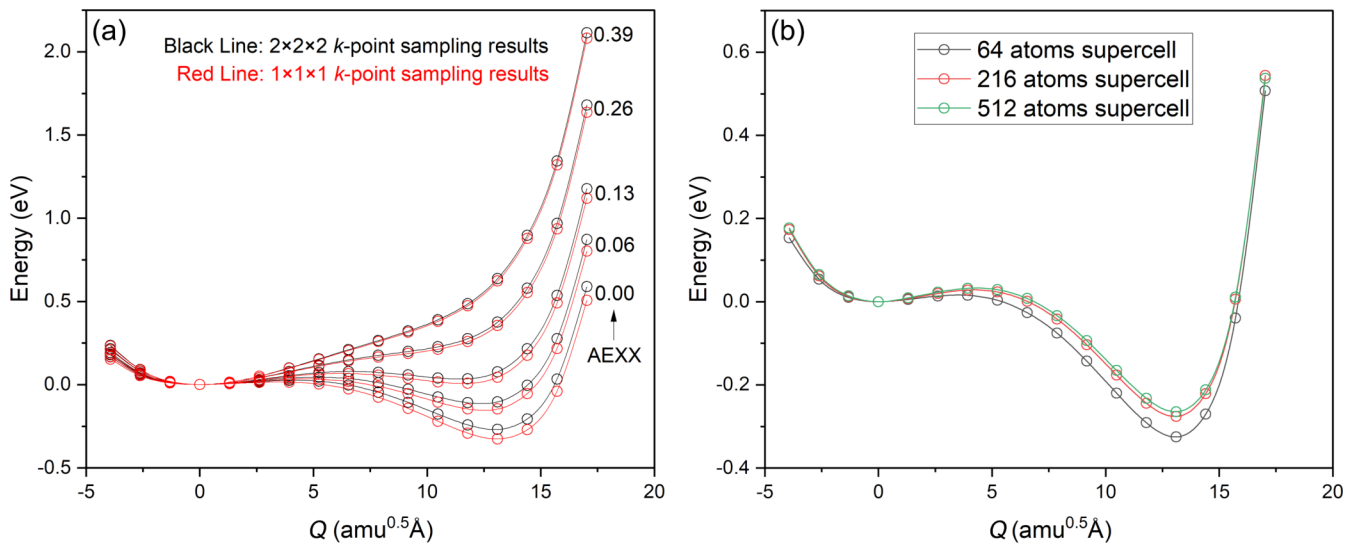 (a)
Black Line: 2×2×2 k-point sampling results
Red Line: 1×1×1 k-point sampling results
0.39
0.26
0.13
0.06
0.00
AEXX
2.0
1.5
1.0
0.5
0.0
-0.5
Energy (eV)
-5 0 5 10 15 20
Q (amu0.5Å)
(b)
64 atoms supercell
216 atoms supercell
512 atoms supercell
0.6
0.4
0.2
0.0
-0.2
-0.4
Energy (eV)
-5 0 5 10 15 20
Q (amu0.5Å)